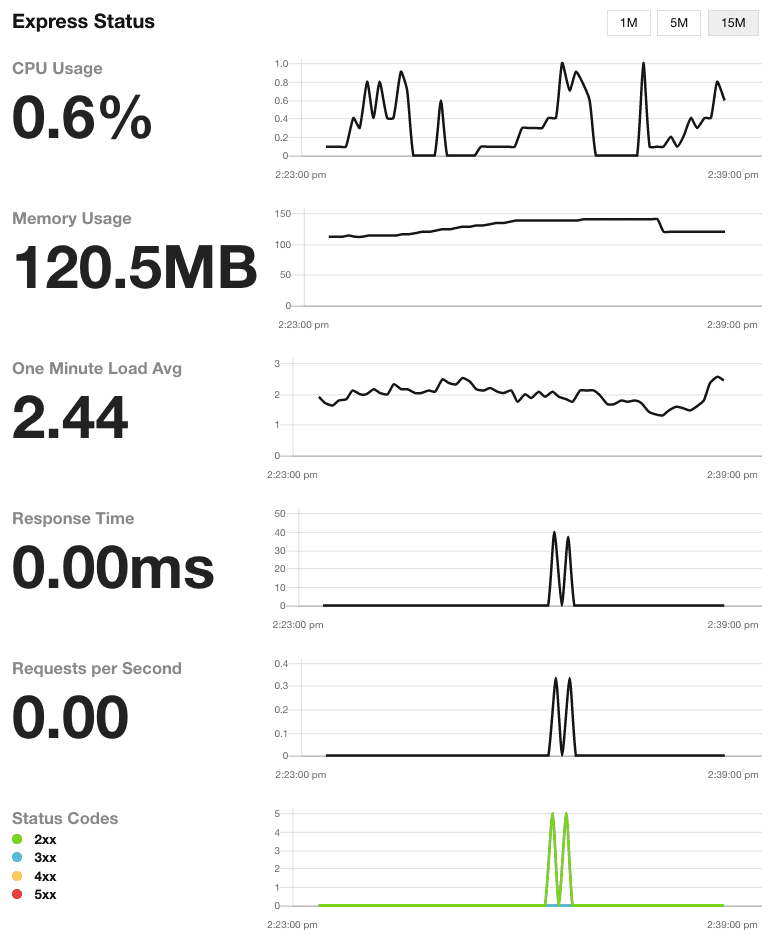 Express Status
1M 5M 15M
CPU Usage
0.6%
1.0
0.8
0.6
0.4
0.2
0
2:23:00 pm 2:39:00 pm
Memory Usage
120.5MB
150
100
50
0
2:23:00 pm 2:39:00 pm
One Minute Load Avg
2.44
3
2
1
0
2:23:00 pm 2:39:00 pm
Response Time
0.00ms
50
40
30
20
10
0
2:23:00 pm 2:39:00 pm
Requests per Second
0.00
0.4
0.3
0.2
0.1
0
2:23:00 pm 2:39:00 pm
Status Codes
2xx
3xx
4xx
5xx
5
4
3
2
1
0
2:23:00 pm 2:39:00 pm